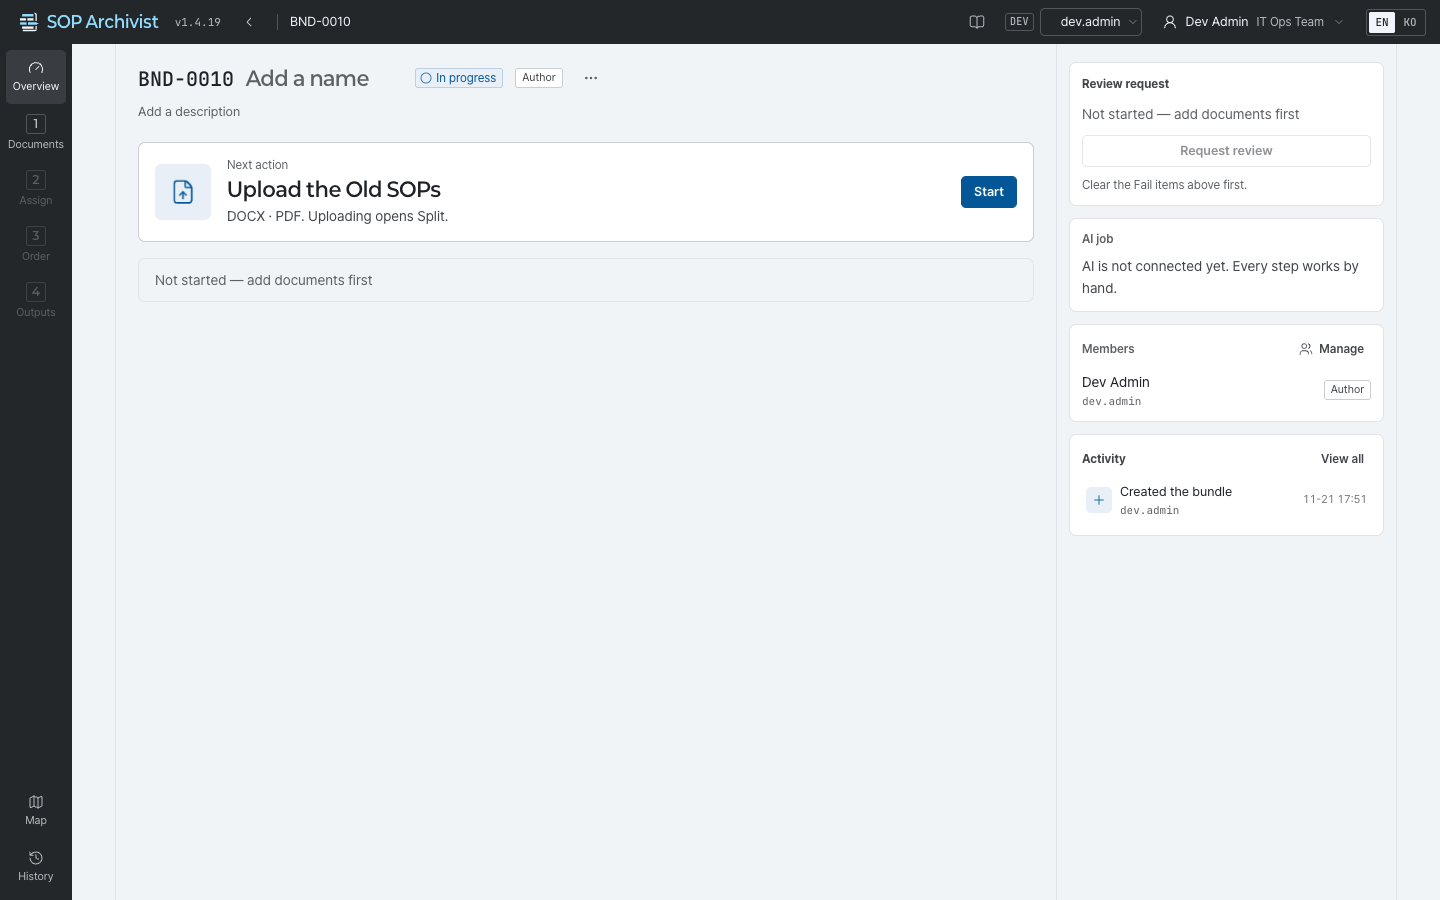 SOP Archivist v1.4.19 BND-0010 DEV dev.admin Dev Admin IT Ops Team EN KO
Overview
1
Documents
2
Assign
3
Order
4
Outputs
Map
History
BND-0010 Add a name In progress Author ...
Add a description
Next action
Upload the Old SOPs
DOCX · PDF. Uploading opens Split.
Start
Not started — add documents first
Review request
Not started — add documents first
Request review
Clear the Fail items above first.
AI job
AI is not connected yet. Every step works by
hand.
Members Manage
Dev Admin
dev.admin
Author
Activity View all
Created the bundle
dev.admin
11-21 17:51